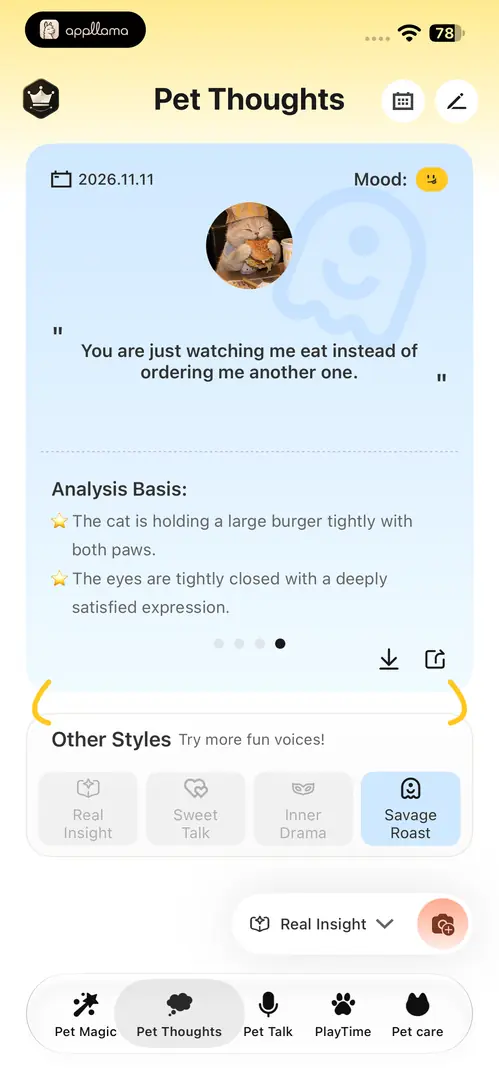 appllama
78
Pet Thoughts
2026.11.11
Mood:
"
You are just watching me eat instead of
ordering me another one.
"
Analysis Basis:
⭐ The cat is holding a large burger tightly with
both paws.
⭐ The eyes are tightly closed with a deeply
satisfied expression.
Other Styles Try more fun voices!
Real
Insight
Sweet
Talk
Inner
Drama
Savage
Roast
Real Insight
Pet Magic
Pet Thoughts
Pet Talk
PlayTime
Pet care